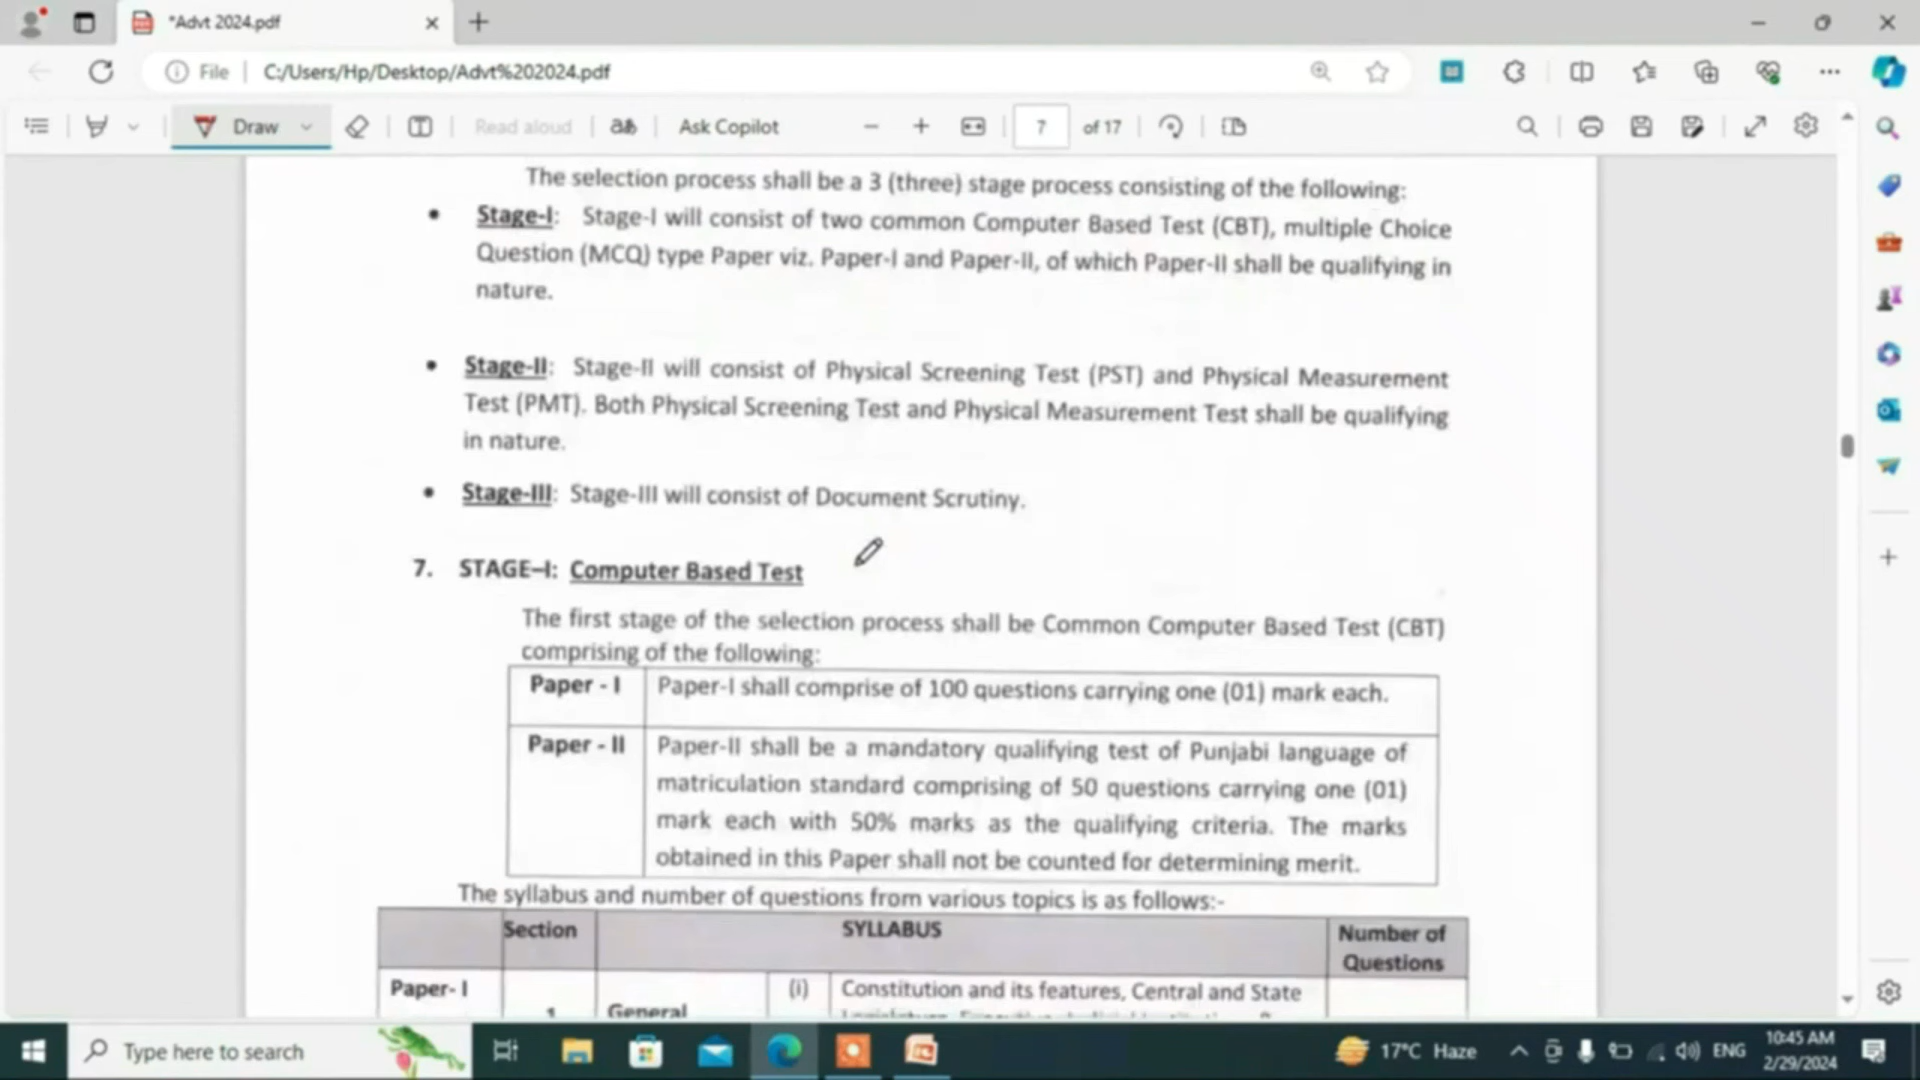 *Advt 2024.pdf
File
C:/Users/Hp/Desktop/Advt%202024.pdf
Draw
Read aloud
Ask Copilot
7 of 17
The selection process shall be a 3 (three) stage process consisting of the following:
• Stage-I: Stage-I will consist of two common Computer Based Test (CBT), multiple Choice
Question (MCQ) type Paper viz. Paper-I and Paper-II, of which Paper-II shall be qualifying in
nature.
• Stage-II: Stage-II will consist of Physical Screening Test (PST) and Physical Measurement
Test (PMT). Both Physical Screening Test and Physical Measurement Test shall be qualifying
in nature.
• Stage-III: Stage-III will consist of Document Scrutiny.
7. STAGE–I: Computer Based Test
The first stage of the selection process shall be Common Computer Based Test (CBT)
comprising of the following:
Paper - I Paper-I shall comprise of 100 questions carrying one (01) mark each.
Paper - II Paper-II shall be a mandatory qualifying test of Punjabi language of
matriculation standard comprising of 50 questions carrying one (01)
mark each with 50% marks as the qualifying criteria. The marks
obtained in this Paper shall not be counted for determining merit.
The syllabus and number of questions from various topics is as follows:-
Section SYLLABUS Number of
Questions
Paper- I (i) Constitution and its features, Central and State
1 General
Type here to search
17°C Haze
ENG
10:45 AM
2/29/2024